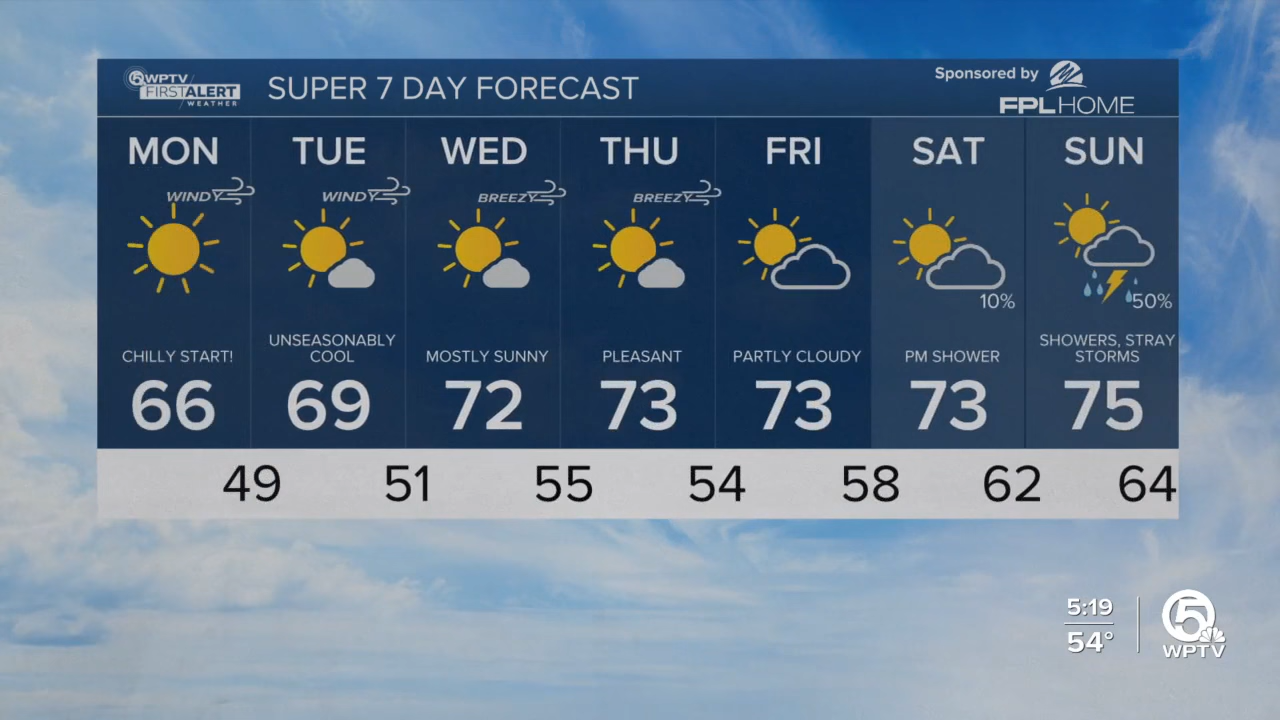 5 WPTV
FIRST ALERT
WEATHER
SUPER 7 DAY FORECAST
Sponsored by
FPL HOME
MON TUE WED THU FRI SAT SUN
WINDY WINDY BREEZY BREEZY
10% 50%
CHILLY START! UNSEASONABLY COOL MOSTLY SUNNY PLEASANT PARTLY CLOUDY PM SHOWER SHOWERS, STRAY STORMS
66 69 72 73 73 73 75
49 51 55 54 58 62 64
5:19
54°
5
WPTV